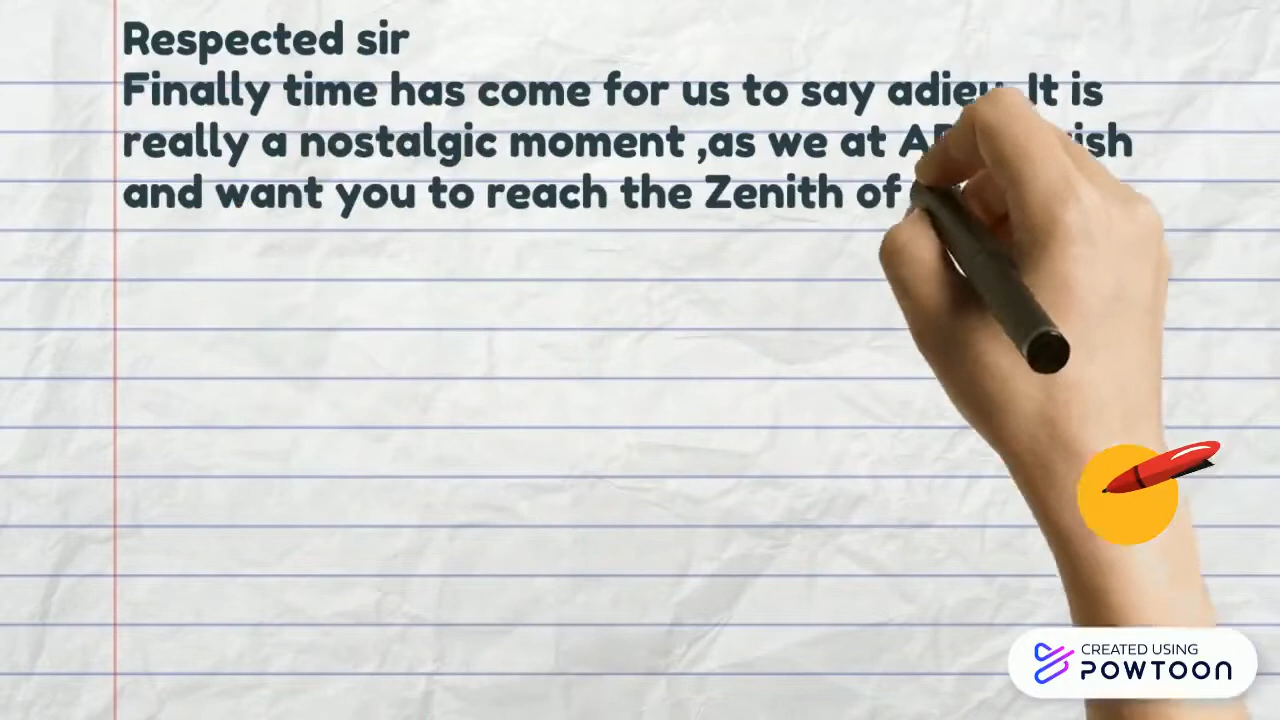 Respected sir
Finally time has come for us to say adieu. It is
really a nostalgic moment ,as we at
and want you to reach the Zenith of
CREATED USING
POWTOON